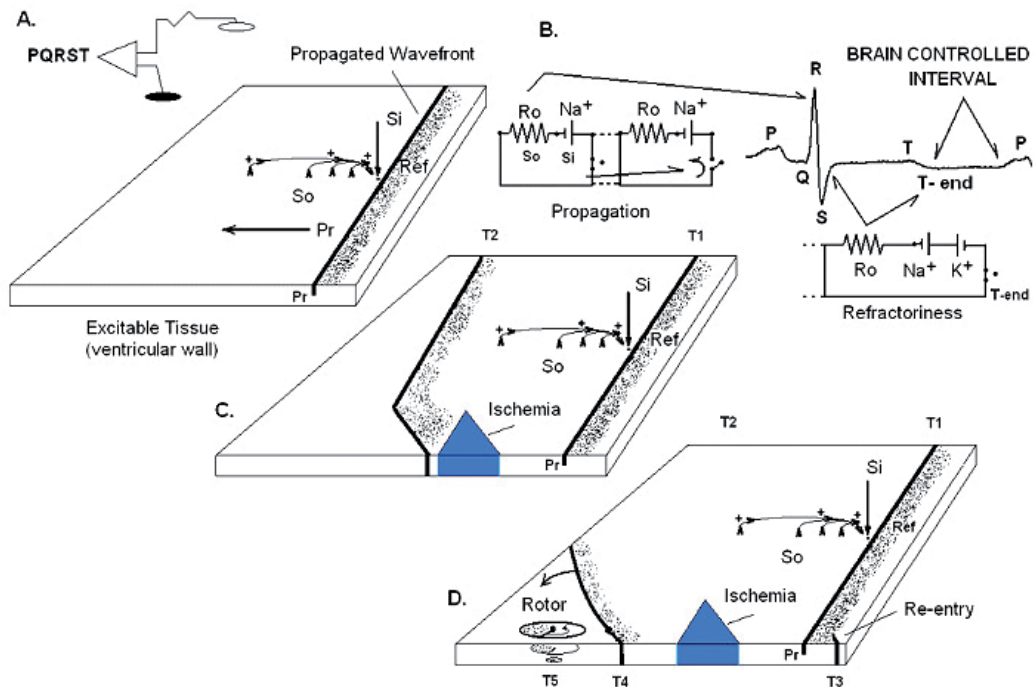 A.
PQRST
Propagated Wavefront
Si
Ref
So
Pr
Pr
Excitable Tissue
(ventricular wall)
B.
BRAIN CONTROLLED
INTERVAL
Ro
Na+
So
Si
Ro
Na+
Propagation
P
Q
R
S
T
T- end
P
Ro
Na+
K+
T-end
Refractoriness
C.
T2
T1
Si
Ref
So
Ischemia
Pr
D.
T2
T1
Si
Ref
So
Rotor
Ischemia
Re-entry
Pr
T5
T4
T3